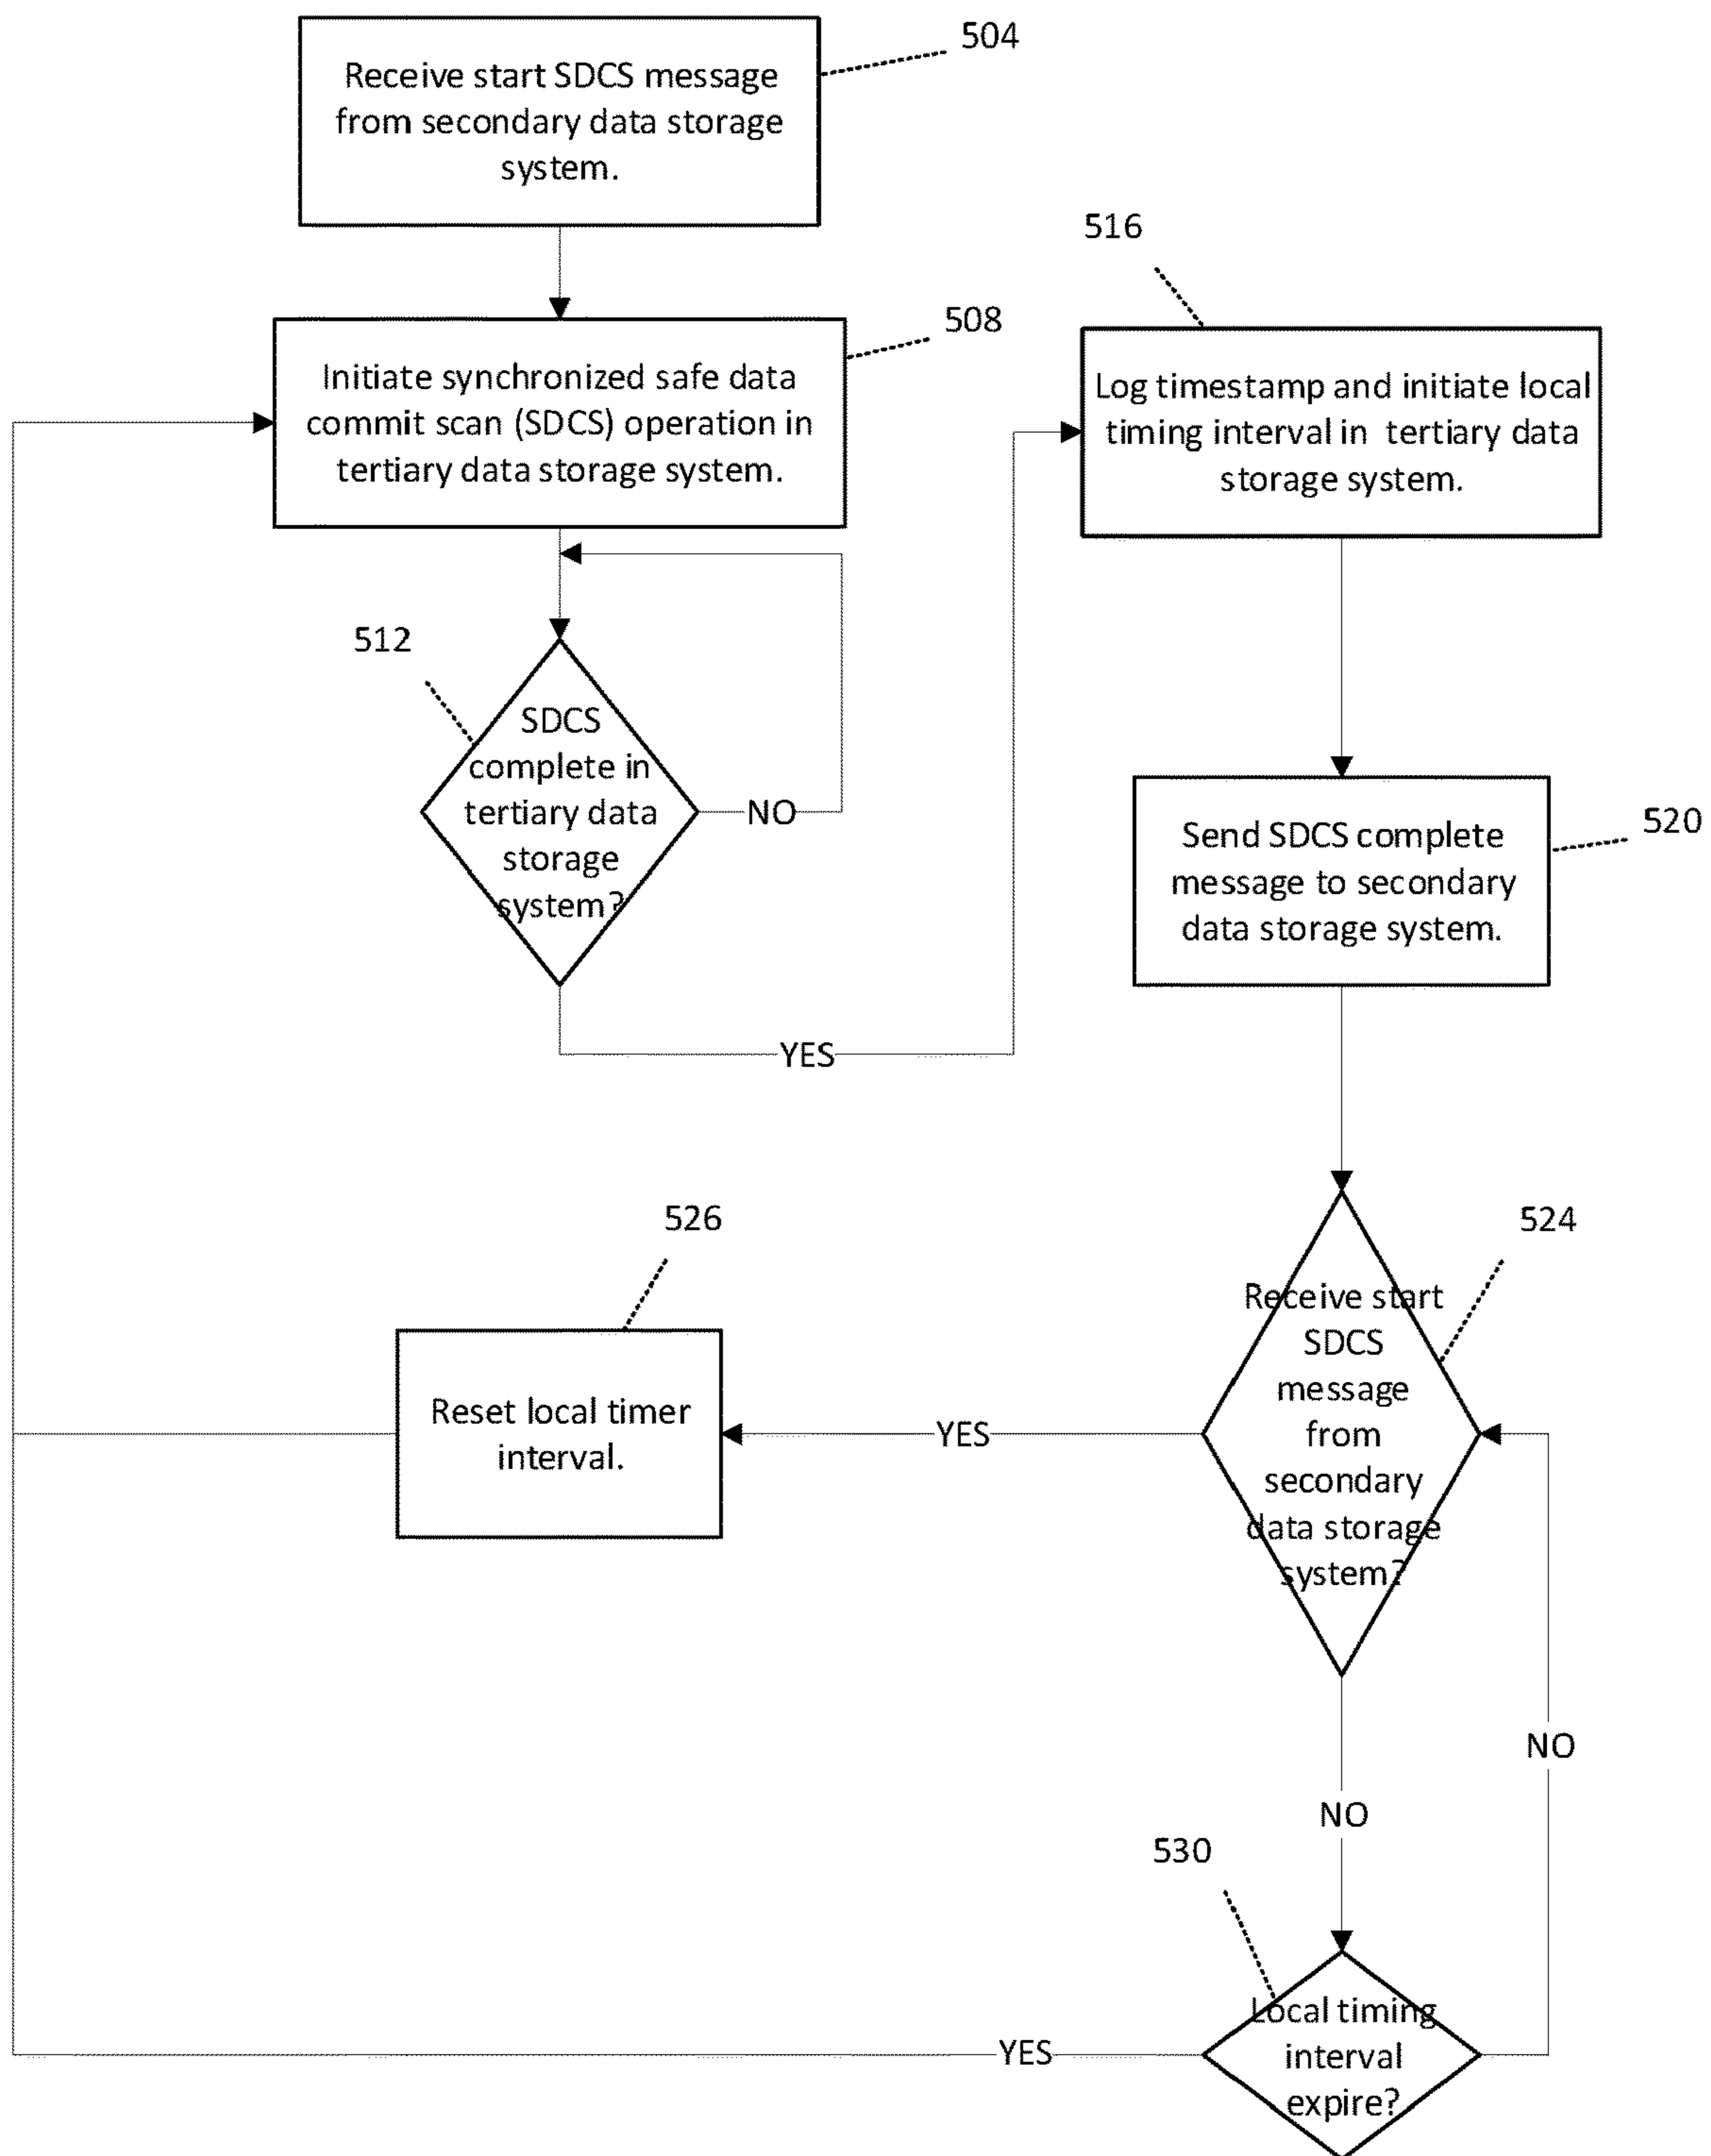 504
Receive start SDCS message
from secondary data storage
system.
516
508
Initiate synchronized safe data
commit scan (SDCS) operation in
tertiary data storage system.
Log timestamp and initiate local
timing interval in tertiary data
storage system.
512
SDCS
complete in
tertiary data
storage
system?
NO
520
Send SDCS complete
message to secondary
data storage system.
YES
526
524
Receive start
SDCS
message
from
secondary
data storage
system?
Reset local timer
interval.
YES
NO
NO
530
Local timing
interval
expire?
YES